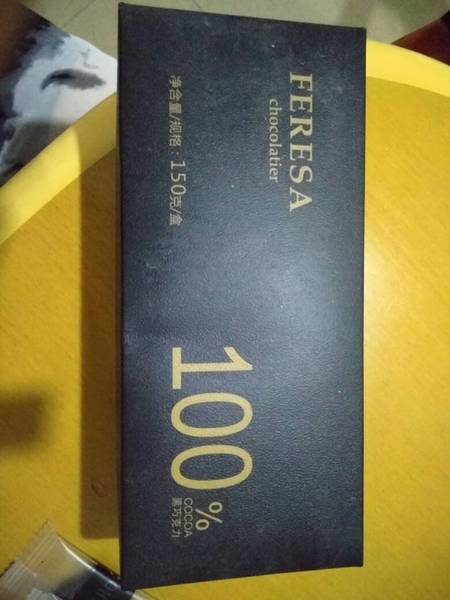 FERESA
chocolatier
净含量/规格：150克/盒
100%
COCOA
黑巧克力